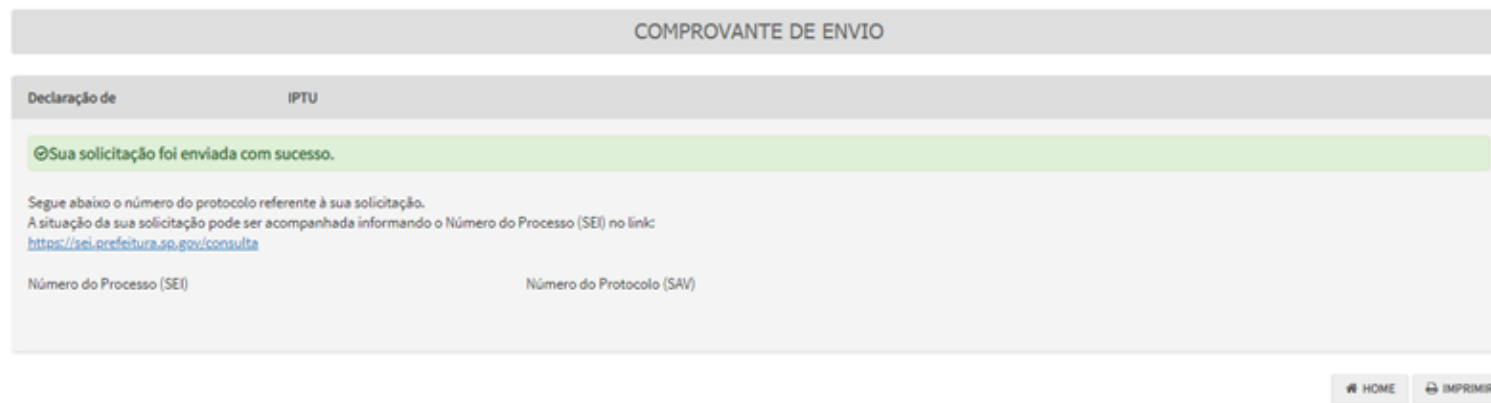 COMPROVANTE DE ENVIO
Declaração de IPTU
Sua solicitação foi enviada com sucesso.
Segue abaixo o número do protocolo referente à sua solicitação.
A situação da sua solicitação pode ser acompanhada informando o Número do Processo (SEI) no link:
https://sei.prefeitura.sp.gov/consulta
Número do Processo (SEI) Número do Protocolo (SAV)
HOME IMPRIMIR